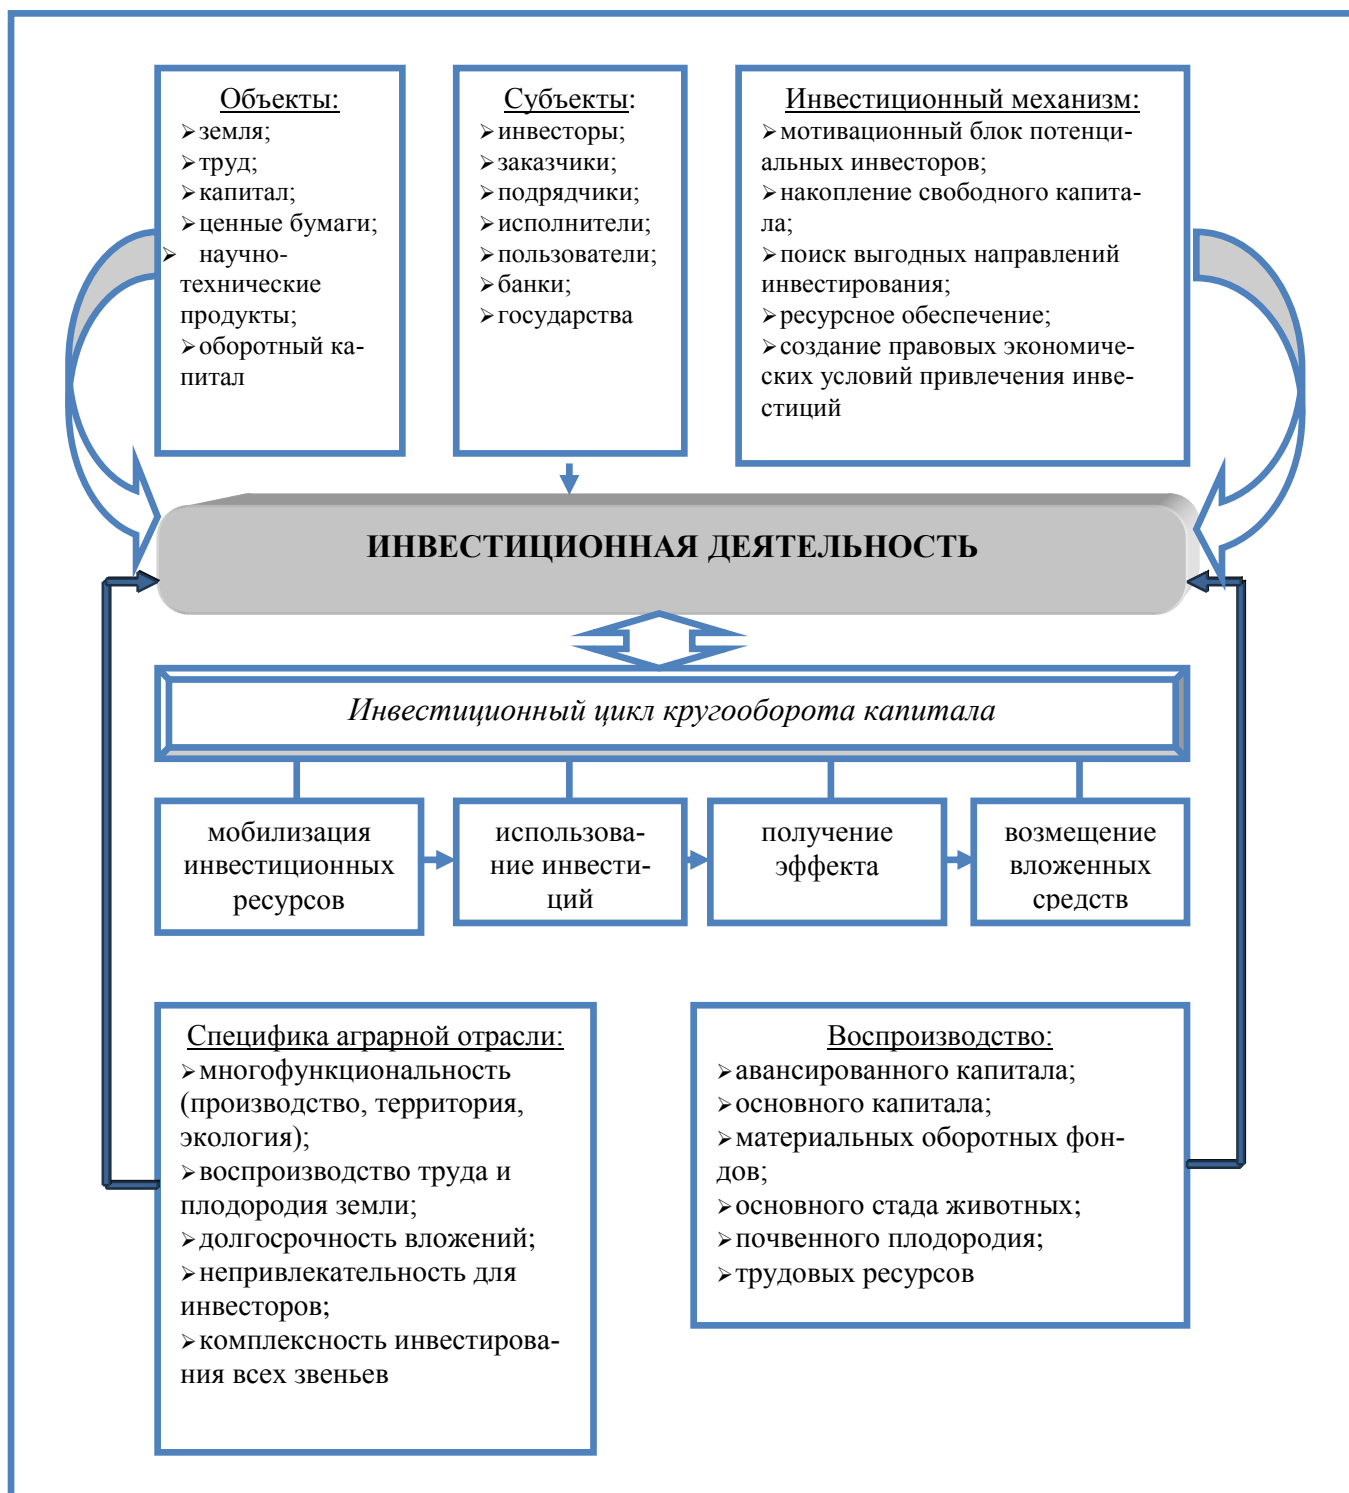 Объекты:
➢земля;
➢труд;
➢капитал;
➢ценные бумаги;
➢ научно-
технические
продукты;
➢оборотный ка-
питал
Субъекты:
➢инвесторы;
➢заказчики;
➢подрядчики;
➢исполнители;
➢пользователи;
➢банки;
➢государства
Инвестиционный механизм:
➢мотивационный блок потенци-
альных инвесторов;
➢накопление свободного капита-
ла;
➢поиск выгодных направлений
инвестирования;
➢ресурсное обеспечение;
➢создание правовых экономиче-
ских условий привлечения инве-
стиций
ИНВЕСТИЦИОННАЯ ДЕЯТЕЛЬНОСТЬ
Инвестиционный цикл кругооборота капитала
мобилизация
инвестиционных
ресурсов
использова-
ние инвести-
ций
получение
эффекта
возмещение
вложенных
средств
Специфика аграрной отрасли:
➢многофункциональность
(производство, территория,
экология);
➢воспроизводство труда и
плодородия земли;
➢долгосрочность вложений;
➢непривлекательность для
инвесторов;
➢комплексность инвестирова-
ния всех звеньев
Воспроизводство:
➢авансированного капитала;
➢основного капитала;
➢материальных оборотных фон-
дов;
➢основного стада животных;
➢почвенного плодородия;
➢трудовых ресурсов